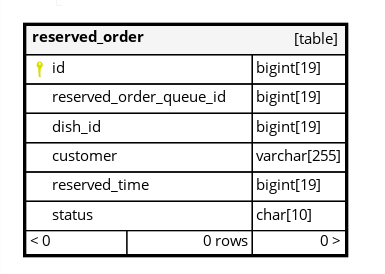 reserved_order [table]
id bigint[19]
reserved_order_queue_id bigint[19]
dish_id bigint[19]
customer varchar[255]
reserved_time bigint[19]
status char[10]
< 0 0 rows 0 >